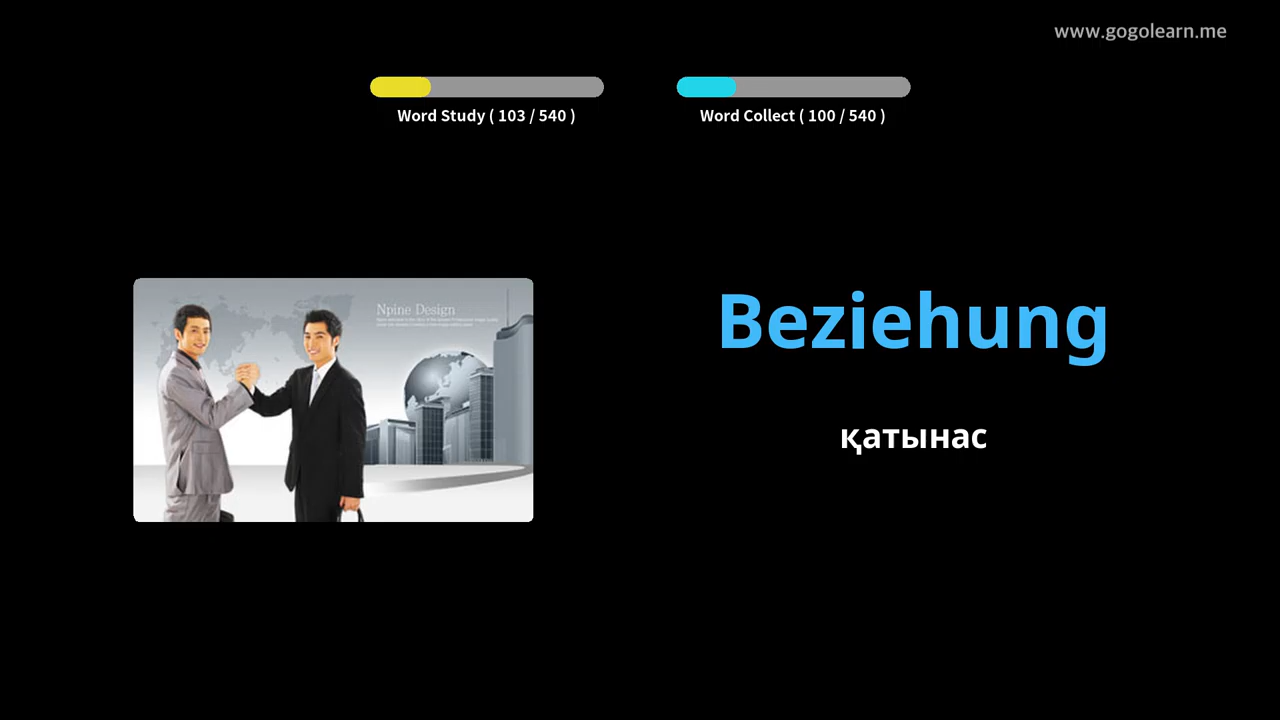 www.gogolearn.me
Word Study ( 103 / 540 )
Word Collect ( 100 / 540 )
Npine Design
Beziehung
қатынас